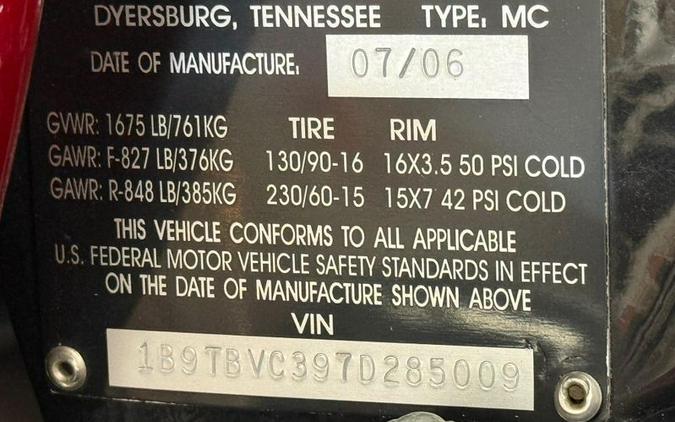 DYERSBURG, TENNESSEE TYPE: MC
DATE OF MANUFACTURE: 07/06
GVWR: 1675 LB/761KG TIRE RIM
GAWR: F-827 LB/376KG 130/90-16 16X3.5 50 PSI COLD
GAWR: R-848 LB/385KG 230/60-15 15X7 42 PSI COLD
THIS VEHICLE CONFORMS TO ALL APPLICABLE
U.S. FEDERAL MOTOR VEHICLE SAFETY STANDARDS IN EFFECT
ON THE DATE OF MANUFACTURE SHOWN ABOVE
VIN
1B9TBVC397D285009